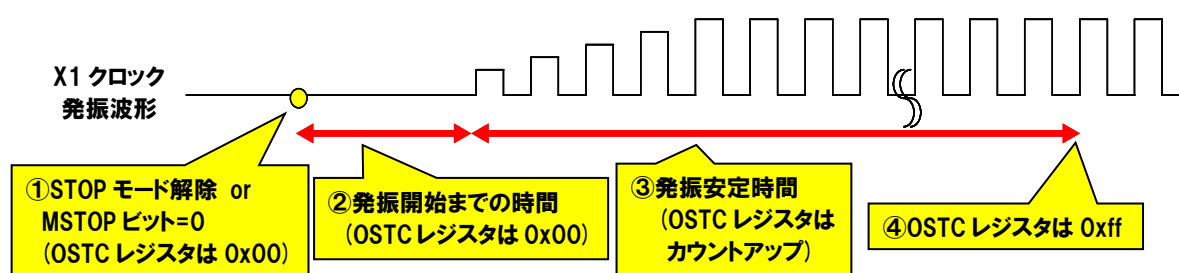 X1 クロック
発振波形
①STOP モード解除 or
MSTOP ビット=0
(OSTC レジスタは 0x00)
②発振開始までの時間
(OSTC レジスタは 0x00)
③発振安定時間
(OSTC レジスタは
カウントアップ)
④OSTC レジスタは 0xff